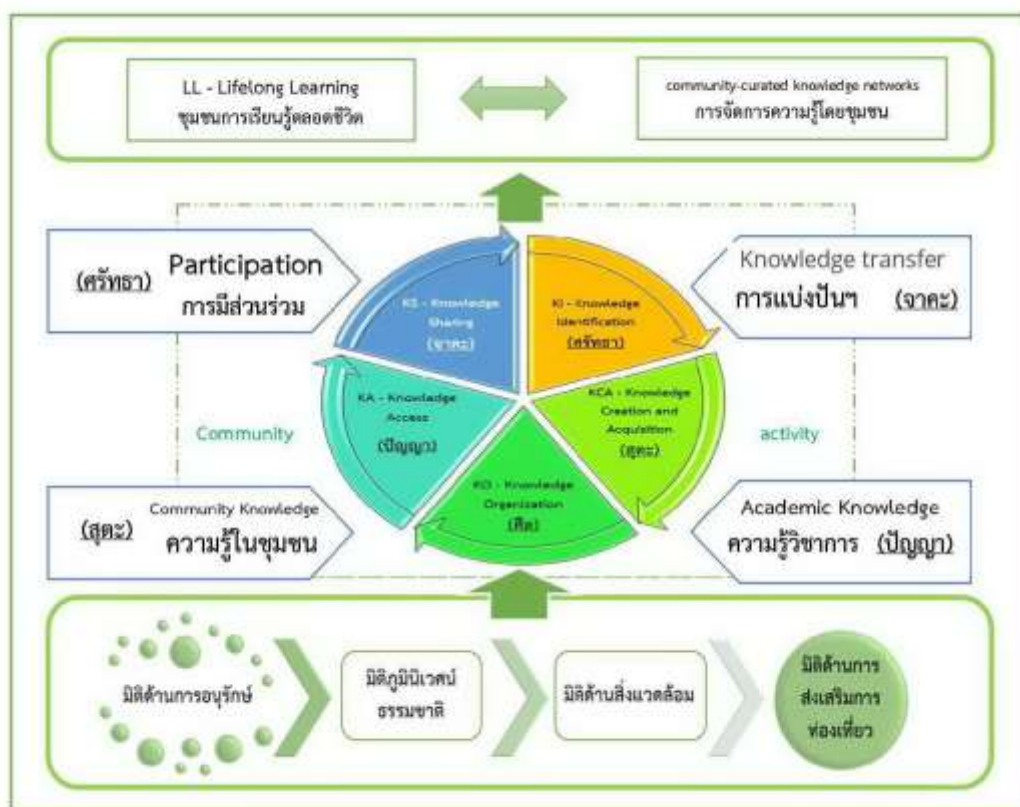 LL - Lifelong Learning
ชุมชนการเรียนรู้ตลอดชีวิต
community-curated knowledge networks
การจัดการความรู้โดยชุมชน
(ศรัทธา)
Participation
การมีส่วนร่วม
KS - Knowledge
Sharing
(จาคะ)
KI - Knowledge
Identification
(ศรัทธา)
Knowledge transfer
การแบ่งปันฯ (จาคะ)
Community
KA - Knowledge
Access
(ปัญญา)
KCA - Knowledge
Creation and
Acquisition
(สุตะ)
activity
KO - Knowledge
Organization
(ศีล)
(สุตะ)
Community Knowledge
ความรู้ในชุมชน
Academic Knowledge
ความรู้วิชาการ (ปัญญา)
มิติด้านการอนุรักษ์
มิติภูมินิเวศน์
ธรรมชาติ
มิติด้านสิ่งแวดล้อม
มิติด้านการ
ส่งเสริมการ
ท่องเที่ยว